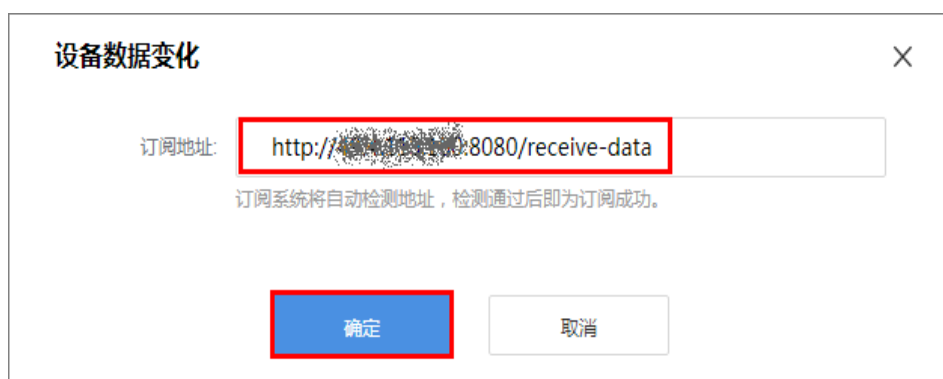 设备数据变化
订阅地址: http:// :8080/receive-data
订阅系统将自动检测地址，检测通过后即为订阅成功。
确定 取消